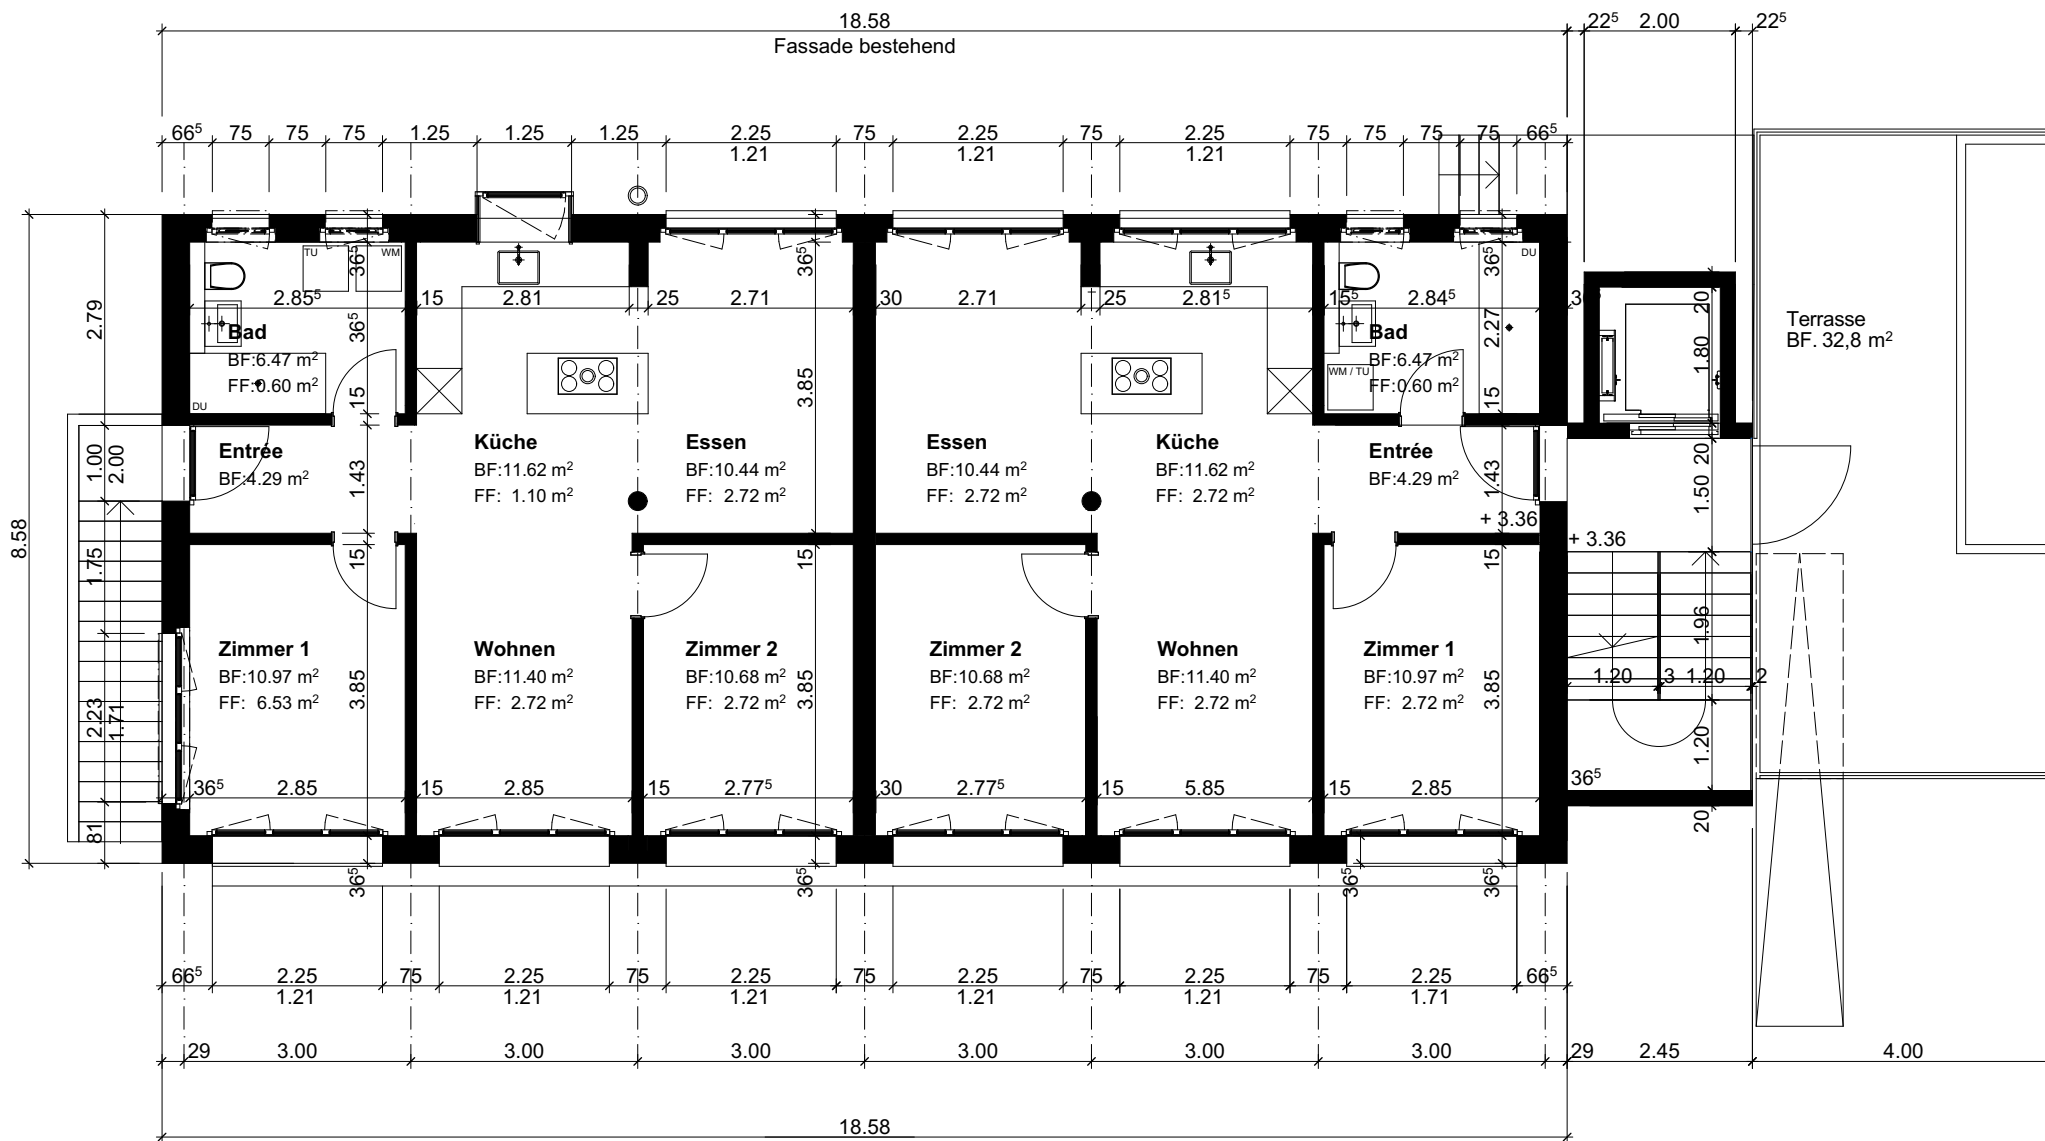 18.58
22⁵ 2.00 22⁵
Fassade bestehend
66⁵ 75 75 75 1.25 1.25 1.25 2.25 75 2.25 75 2.25 75 75 75 75 66⁵
1.21 1.21 1.21
TU 36⁵ WM 36⁵ 36⁵ DU
2.85⁵ 15 2.81 25 2.71 30 2.71 25 2.81⁵ 15⁵ 2.84⁵
20
2.79
36⁵
2.27
1.80
Terrasse
BF. 32,8 m²
Bad
BF:6.47 m²
FF:0.60 m²
DU
15
3.85
Bad
BF:6.47 m²
FF:0.60 m²
WM / TU
15
8.58
1.00
2.00
Entrée
BF:4.29 m²
1.43
Küche
BF:11.62 m²
FF: 1.10 m²
Essen
BF:10.44 m²
FF: 2.72 m²
Essen
BF:10.44 m²
FF: 2.72 m²
Küche
BF:11.62 m²
FF: 2.72 m²
Entrée
BF:4.29 m²
1.43
20
1.50
+ 3.36
+ 3.36
1.75
15 15 15
Zimmer 1
BF:10.97 m²
FF: 6.53 m²
3.85
Wohnen
BF:11.40 m²
FF: 2.72 m²
Zimmer 2
BF:10.68 m²
FF: 2.72 m²
3.85
Zimmer 2
BF:10.68 m²
FF: 2.72 m²
Wohnen
BF:11.40 m²
FF: 2.72 m²
Zimmer 1
BF:10.97 m²
FF: 2.72 m²
3.85
1.96
1.20 3 1.20 2
2.23
1.71
1.20
36⁵ 2.85 15 2.85 15 2.77⁵ 30 2.77⁵ 15 5.85 15 2.85 36⁵
81
20
36⁵ 36⁵ 36⁵ 36⁵
66⁵ 2.25 75 2.25 75 2.25 75 2.25 75 2.25 75 2.25 66⁵
1.21 1.21 1.21 1.21 1.21 1.71
29 3.00 3.00 3.00 3.00 3.00 3.00 29 2.45 4.00
18.58